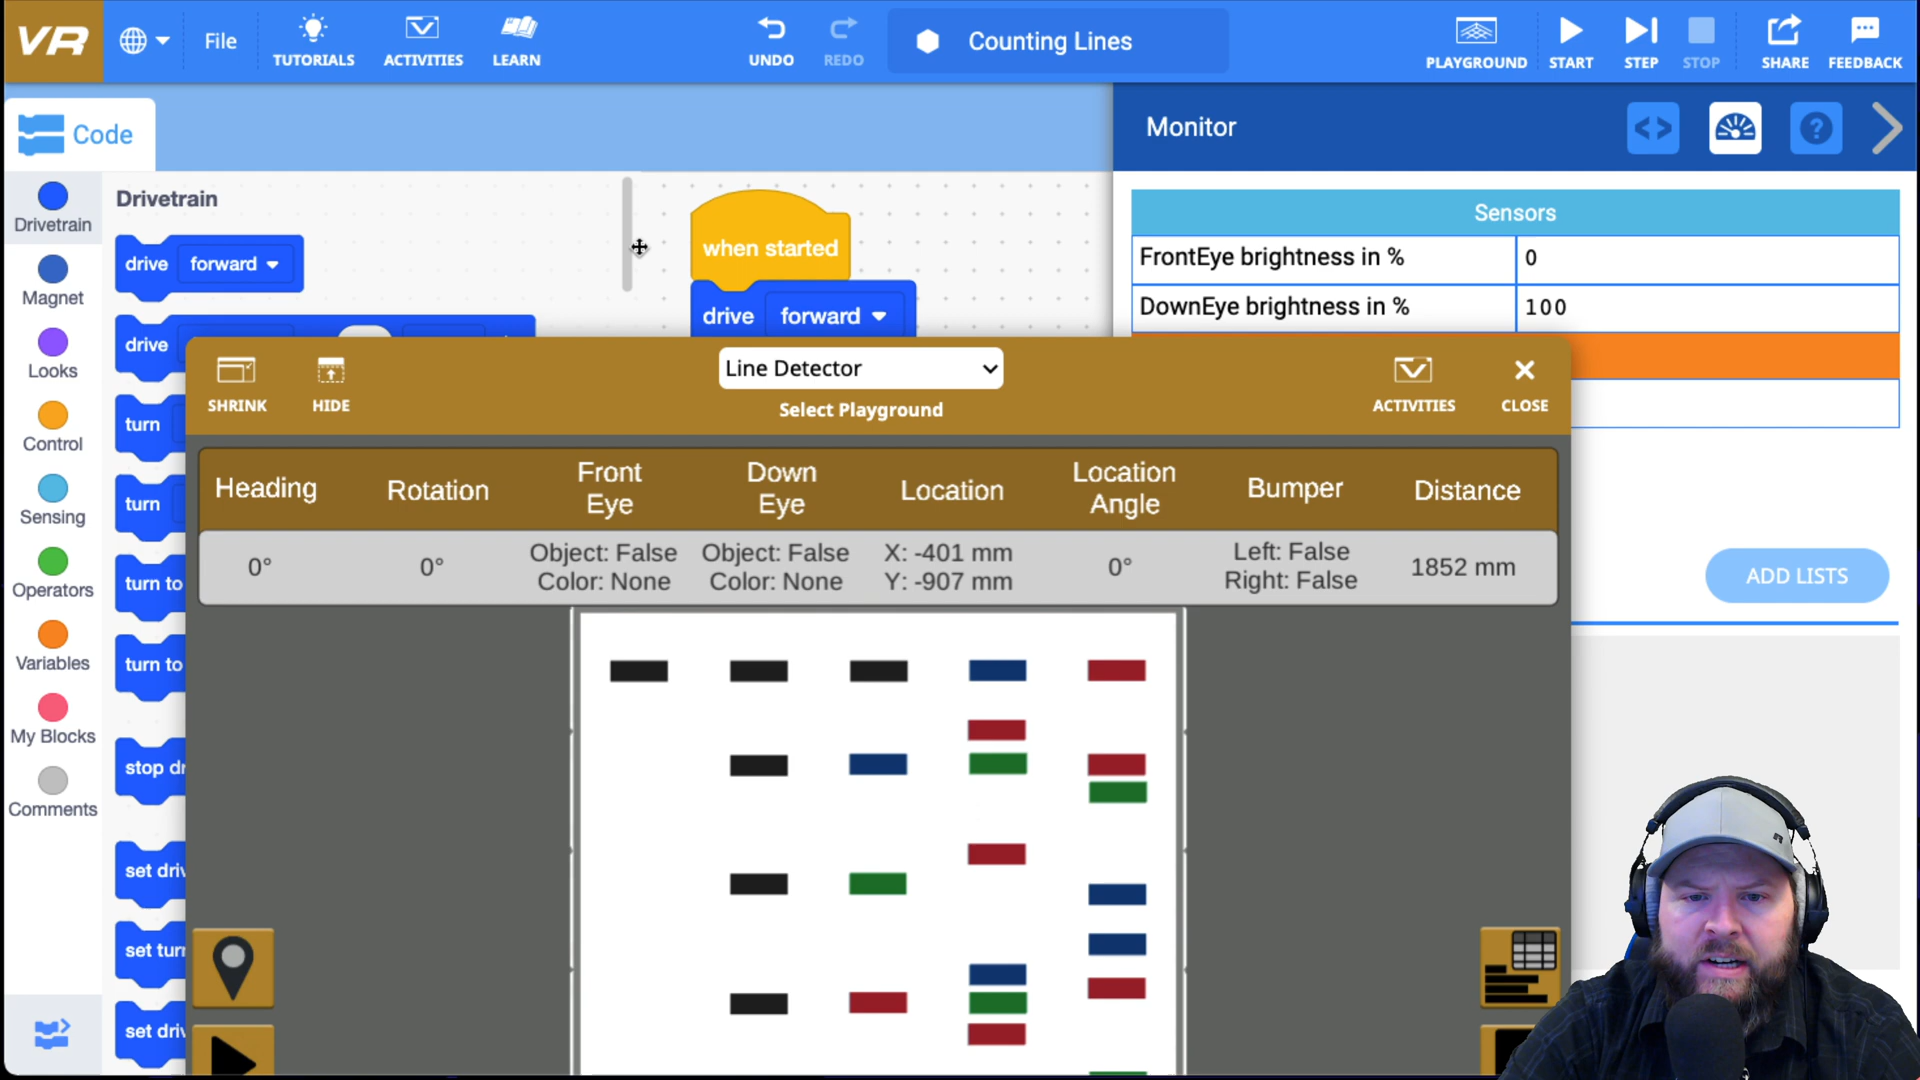 VR
File
TUTORIALS
ACTIVITIES
LEARN
UNDO
REDO
Counting Lines
PLAYGROUND
START
STEP
STOP
SHARE
FEEDBACK
Code
Monitor
Drivetrain
Magnet
Looks
Control
Sensing
Operators
Variables
My Blocks
Comments
Drivetrain
drive forward
drive
turn
turn
turn to
turn to
stop
set
set
set
when started
drive forward
Sensors
FrontEye brightness in % 0
DownEye brightness in % 100
ADD LISTS
SHRINK
HIDE
Line Detector
Select Playground
ACTIVITIES
CLOSE
Heading
Rotation
Front
Eye
Down
Eye
Location
Location
Angle
Bumper
Distance
0°
0°
Object: False
Color: None
Object: False
Color: None
X: -401 mm
Y: -907 mm
0°
Left: False
Right: False
1852 mm